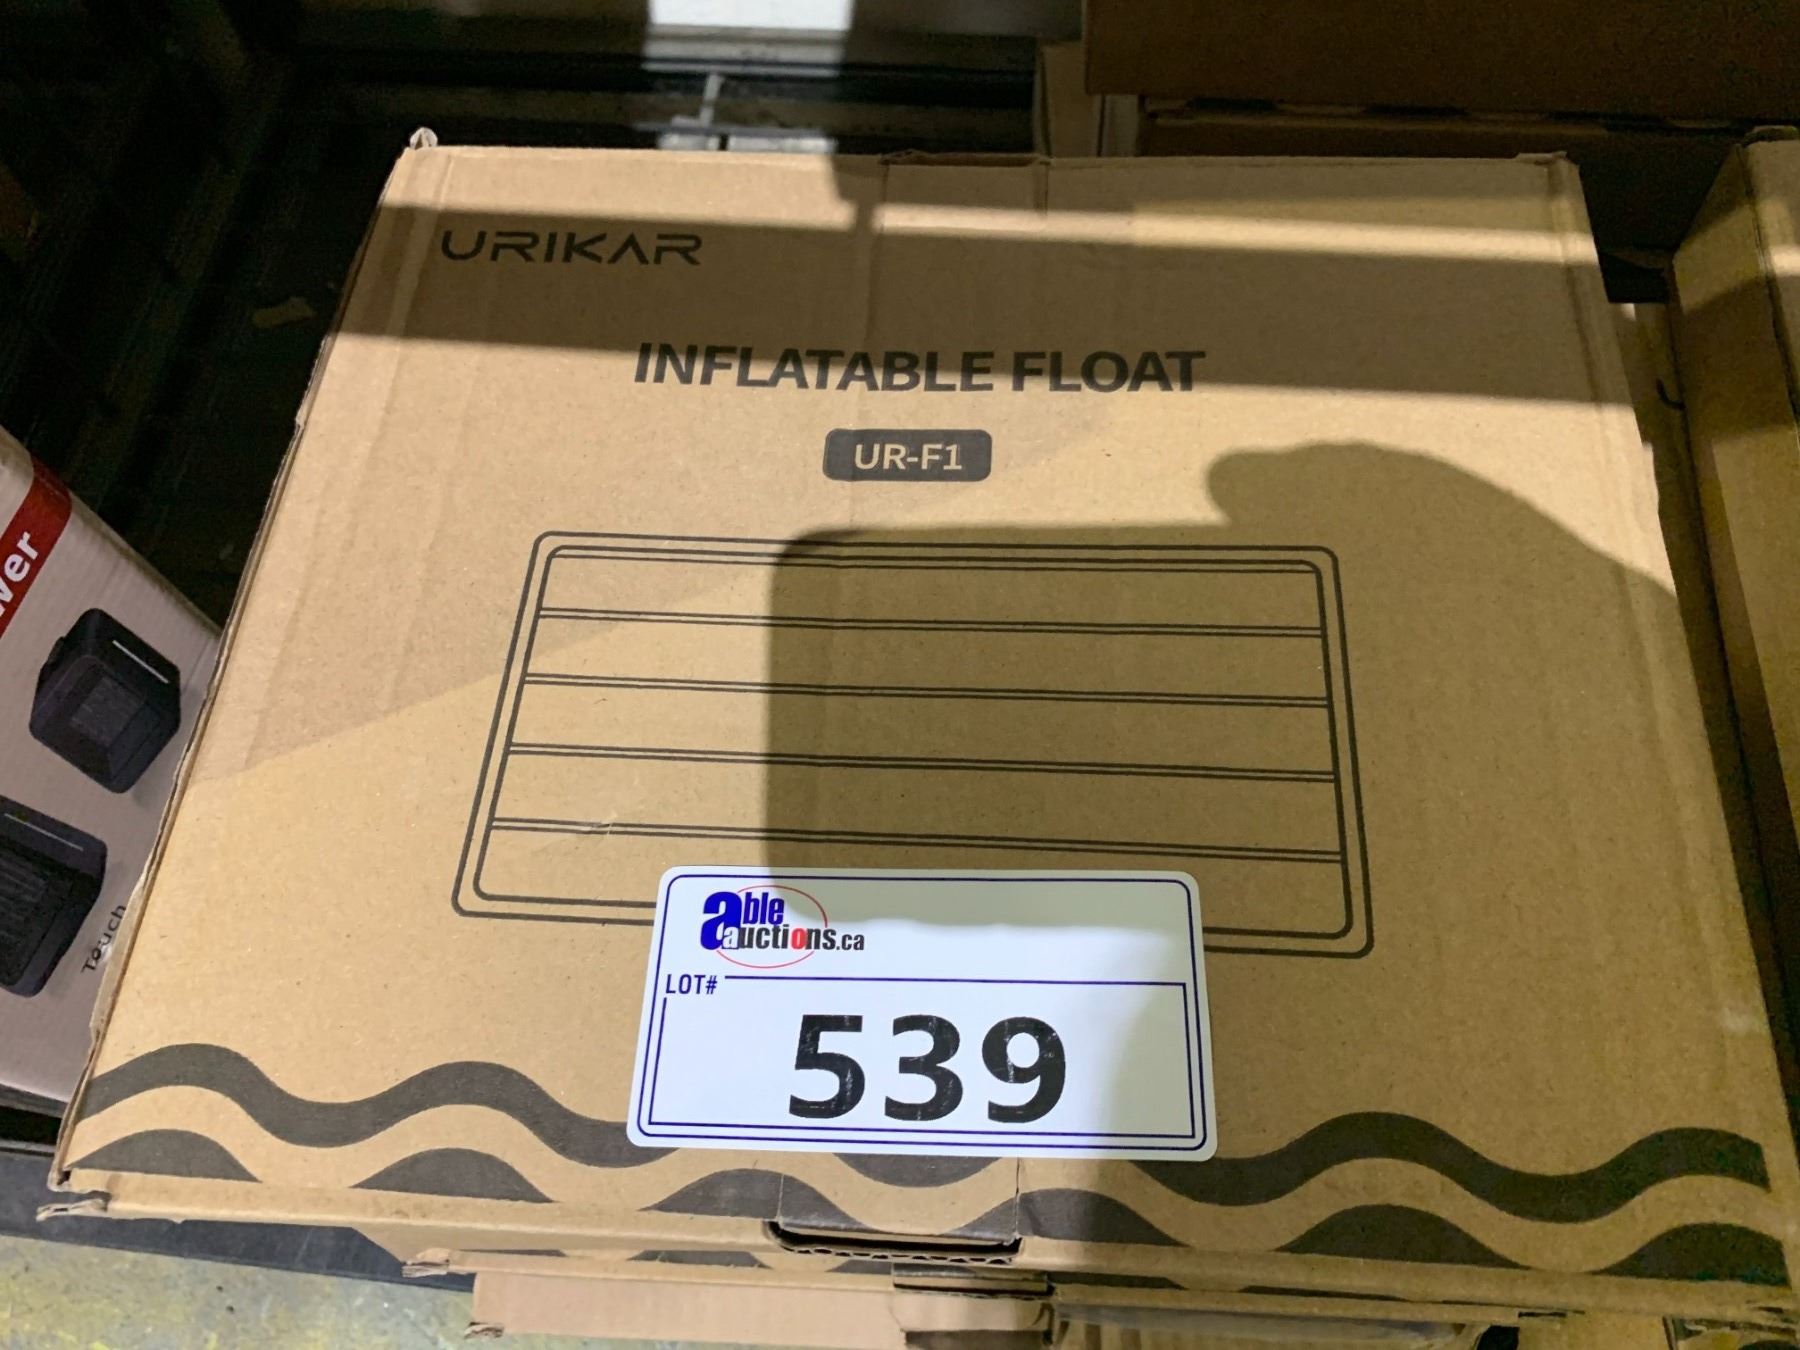 URIKAR
INFLATABLE FLOAT
UR-F1
able
auctions.ca
LOT#
539
Touch